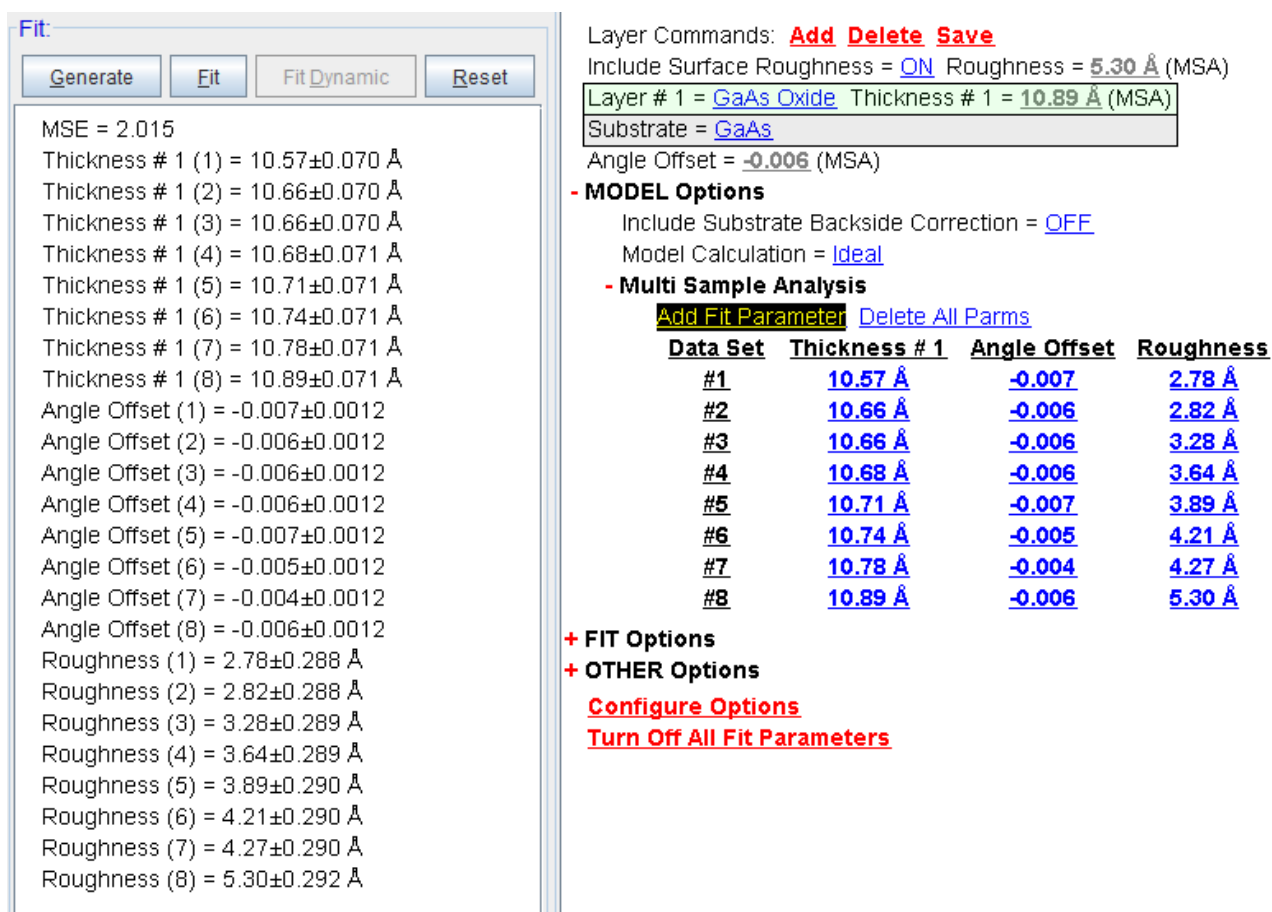 Fit:
Generate Fit Fit Dynamic Reset
MSE = 2.015
Thickness # 1 (1) = 10.57±0.070 Å
Thickness # 1 (2) = 10.66±0.070 Å
Thickness # 1 (3) = 10.66±0.070 Å
Thickness # 1 (4) = 10.68±0.071 Å
Thickness # 1 (5) = 10.71±0.071 Å
Thickness # 1 (6) = 10.74±0.071 Å
Thickness # 1 (7) = 10.78±0.071 Å
Thickness # 1 (8) = 10.89±0.071 Å
Angle Offset (1) = -0.007±0.0012
Angle Offset (2) = -0.006±0.0012
Angle Offset (3) = -0.006±0.0012
Angle Offset (4) = -0.006±0.0012
Angle Offset (5) = -0.007±0.0012
Angle Offset (6) = -0.005±0.0012
Angle Offset (7) = -0.004±0.0012
Angle Offset (8) = -0.006±0.0012
Roughness (1) = 2.78±0.288 Å
Roughness (2) = 2.82±0.288 Å
Roughness (3) = 3.28±0.289 Å
Roughness (4) = 3.64±0.289 Å
Roughness (5) = 3.89±0.290 Å
Roughness (6) = 4.21±0.290 Å
Roughness (7) = 4.27±0.290 Å
Roughness (8) = 5.30±0.292 Å
Layer Commands: Add Delete Save
Include Surface Roughness = ON Roughness = 5.30 Å (MSA)
Layer # 1 = GaAs Oxide Thickness # 1 = 10.89 Å (MSA)
Substrate = GaAs
Angle Offset = -0.006 (MSA)
- MODEL Options
Include Substrate Backside Correction = OFF
Model Calculation = Ideal
- Multi Sample Analysis
Add Fit Parameter Delete All Parms
Data Set Thickness # 1 Angle Offset Roughness
#1 10.57 Å -0.007 2.78 Å
#2 10.66 Å -0.006 2.82 Å
#3 10.66 Å -0.006 3.28 Å
#4 10.68 Å -0.006 3.64 Å
#5 10.71 Å -0.007 3.89 Å
#6 10.74 Å -0.005 4.21 Å
#7 10.78 Å -0.004 4.27 Å
#8 10.89 Å -0.006 5.30 Å
+ FIT Options
+ OTHER Options
Configure Options
Turn Off All Fit Parameters